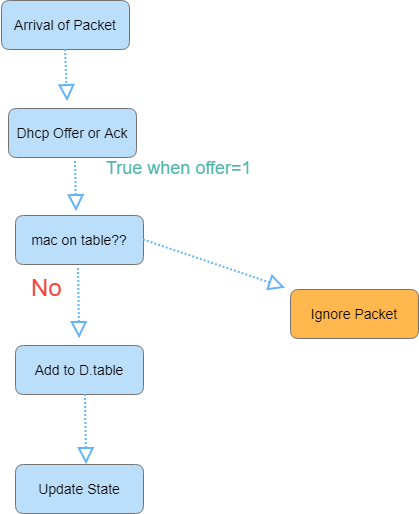 Arrival of Packet
Dhcp Offer or Ack
True when offer=1
mac on table??
No
Ignore Packet
Add to D.table
Update State